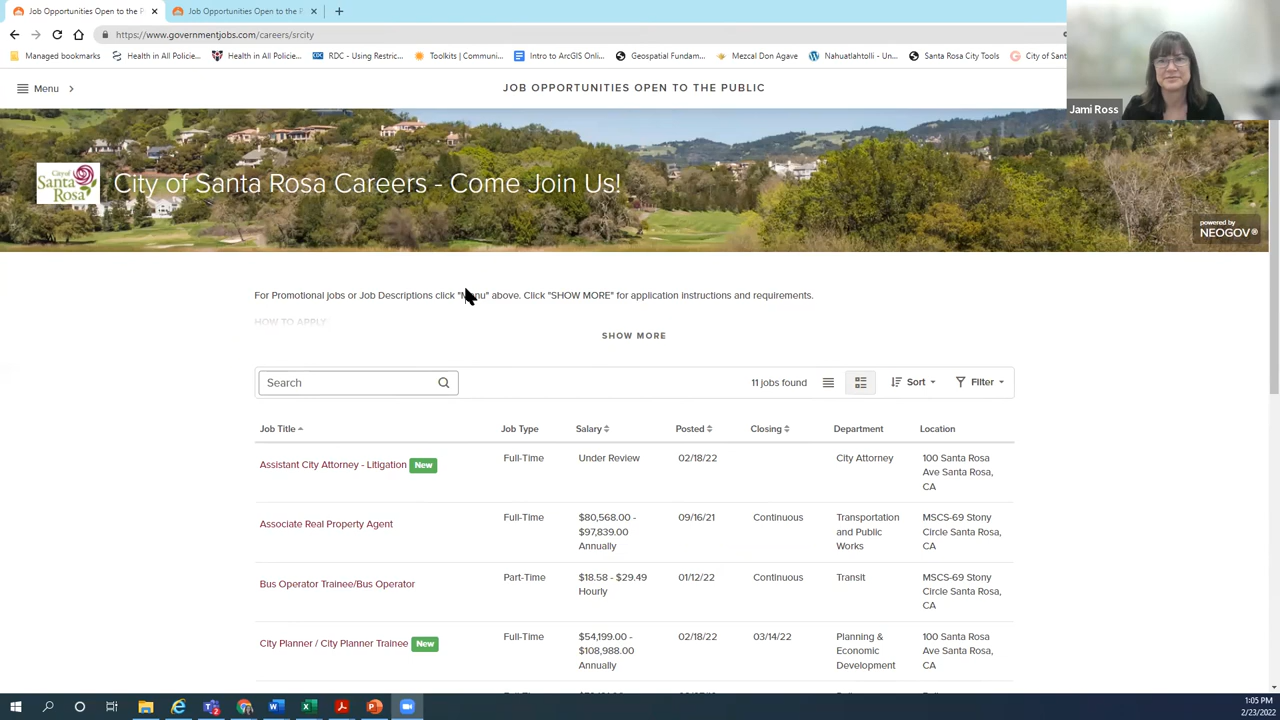 Job Opportunities Open to the P
Job Opportunities Open to the P
https://www.governmentjobs.com/careers/srcity
Managed bookmarks
Health in All Policie...
Health in All Policie...
RDC - Using Restric...
Toolkits | Communi...
Intro to ArcGIS Onli...
Geospatial Fundam...
Mezcal Don Agave
Nahuatlahtolli - Un...
Santa Rosa City Tools
City of Sant
Jami Ross
Menu
JOB OPPORTUNITIES OPEN TO THE PUBLIC
City of
Santa
Rosa
City of Santa Rosa Careers - Come Join Us!
powered by
NEOGOV®
For Promotional jobs or Job Descriptions click "Menu" above. Click "SHOW MORE" for application instructions and requirements.
HOW TO APPLY
SHOW MORE
Search
11 jobs found
Sort
Filter
Job Title
Job Type
Salary
Posted
Closing
Department
Location
Assistant City Attorney - Litigation
New
Full-Time
Under Review
02/18/22
City Attorney
100 Santa Rosa
Ave Santa Rosa,
CA
Associate Real Property Agent
Full-Time
$80,568.00 -
$97,839.00
Annually
09/16/21
Continuous
Transportation
and Public
Works
MSCS-69 Stony
Circle Santa Rosa,
CA
Bus Operator Trainee/Bus Operator
Part-Time
$18.58 - $29.49
Hourly
01/12/22
Continuous
Transit
MSCS-69 Stony
Circle Santa Rosa,
CA
City Planner / City Planner Trainee
New
Full-Time
$54,199.00 -
$108,988.00
Annually
02/18/22
03/14/22
Planning &
Economic
Development
100 Santa Rosa
Ave Santa Rosa,
CA
1:05 PM
2/23/2022